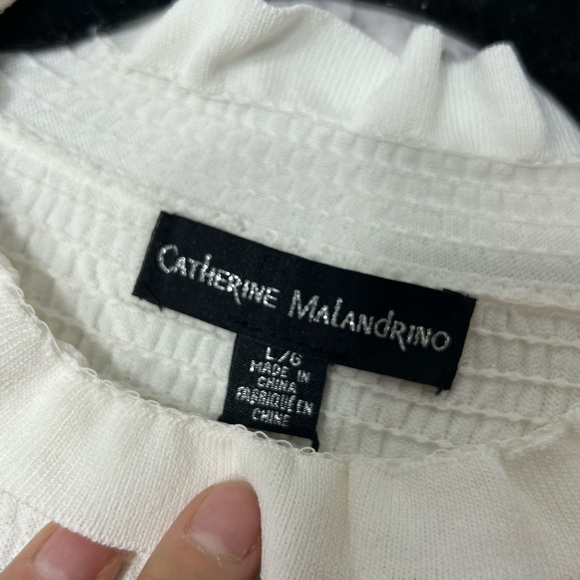 CATHERINE MALANDRINO
L/G
MADE IN
CHINA
FABRIQUÉ EN
CHINE